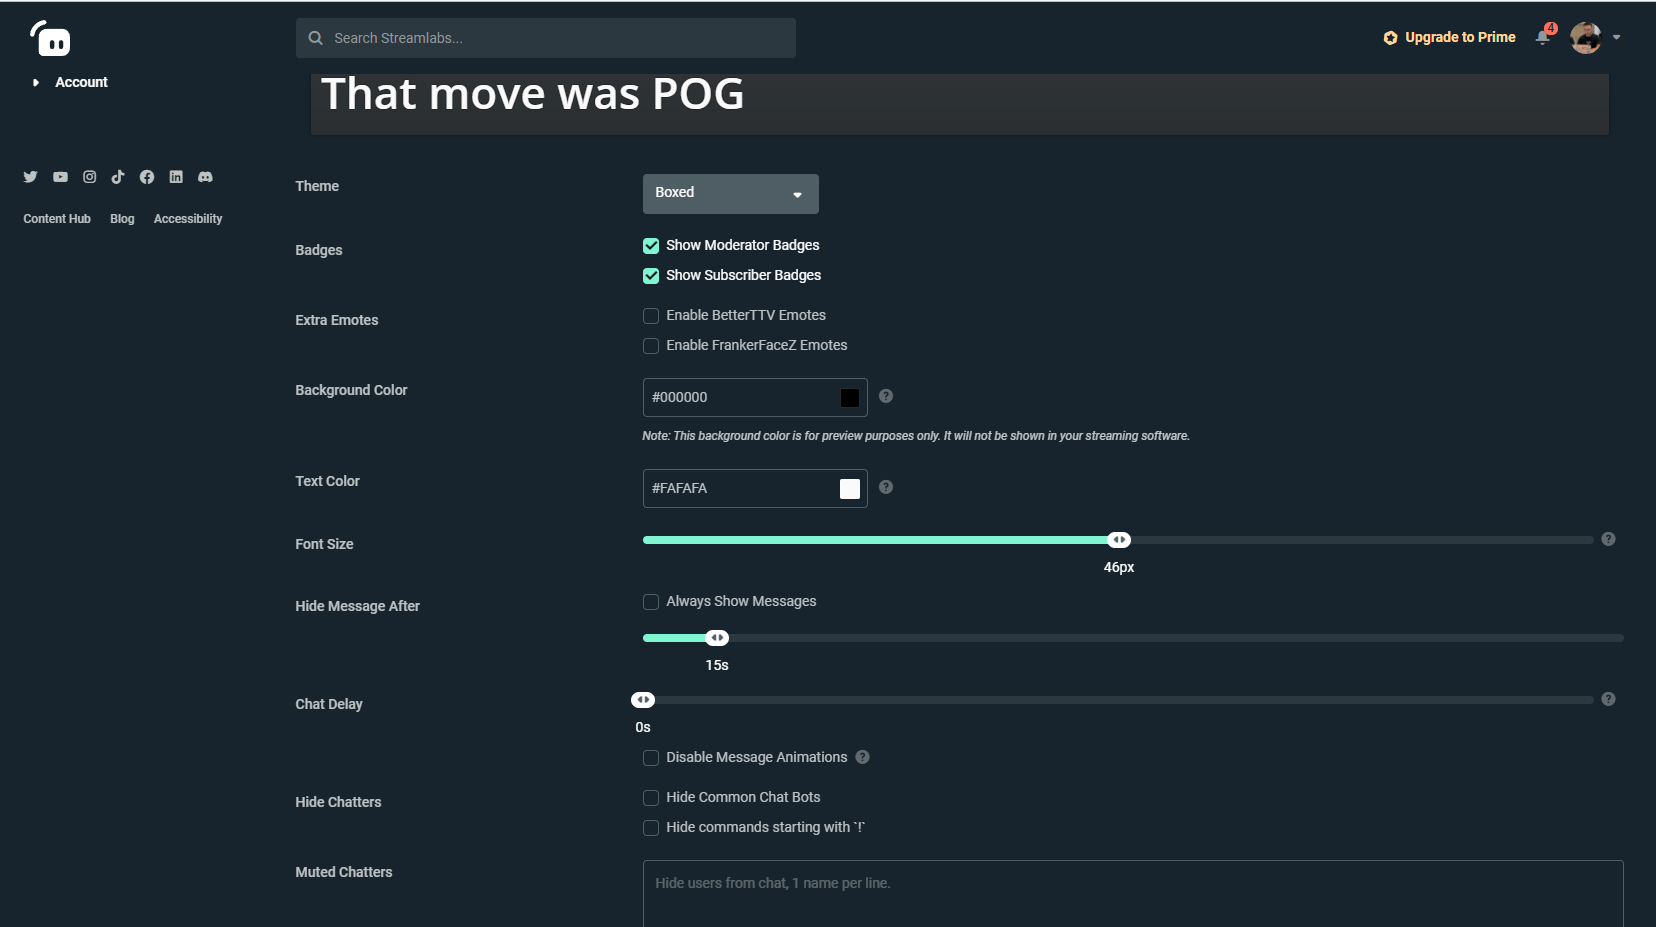 Search Streamlabs...
Upgrade to Prime
4
Account
That move was POG
Content Hub
Blog
Accessibility
Theme
Boxed
Badges
Show Moderator Badges
Show Subscriber Badges
Extra Emotes
Enable BetterTTV Emotes
Enable FrankerFaceZ Emotes
Background Color
#000000
?
Note: This background color is for preview purposes only. It will not be shown in your streaming software.
Text Color
#FAFAFA
?
Font Size
?
46px
Hide Message After
Always Show Messages
15s
Chat Delay
?
0s
Disable Message Animations
?
Hide Chatters
Hide Common Chat Bots
Hide commands starting with `!`
Muted Chatters
Hide users from chat, 1 name per line.